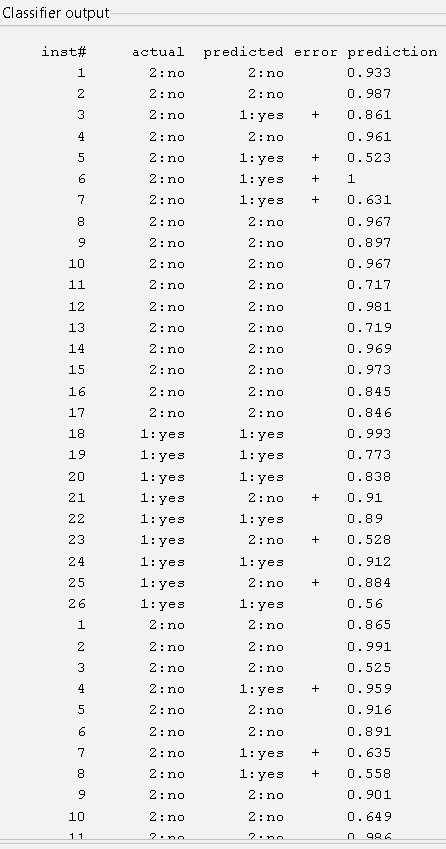 Classifier output
inst# actual predicted error prediction
1 2:no 2:no 0.933
2 2:no 2:no 0.987
3 2:no 1:yes + 0.861
4 2:no 2:no 0.961
5 2:no 1:yes + 0.523
6 2:no 1:yes + 1
7 2:no 1:yes + 0.631
8 2:no 2:no 0.967
9 2:no 2:no 0.897
10 2:no 2:no 0.967
11 2:no 2:no 0.717
12 2:no 2:no 0.981
13 2:no 2:no 0.719
14 2:no 2:no 0.969
15 2:no 2:no 0.973
16 2:no 2:no 0.845
17 2:no 2:no 0.846
18 1:yes 1:yes 0.993
19 1:yes 1:yes 0.773
20 1:yes 1:yes 0.838
21 1:yes 2:no + 0.91
22 1:yes 1:yes 0.89
23 1:yes 2:no + 0.528
24 1:yes 1:yes 0.912
25 1:yes 2:no + 0.884
26 1:yes 1:yes 0.56
1 2:no 2:no 0.865
2 2:no 2:no 0.991
3 2:no 2:no 0.525
4 2:no 1:yes + 0.959
5 2:no 2:no 0.916
6 2:no 2:no 0.891
7 2:no 1:yes + 0.635
8 2:no 1:yes + 0.558
9 2:no 2:no 0.901
10 2:no 2:no 0.649
11 2:no 2:no 0.986